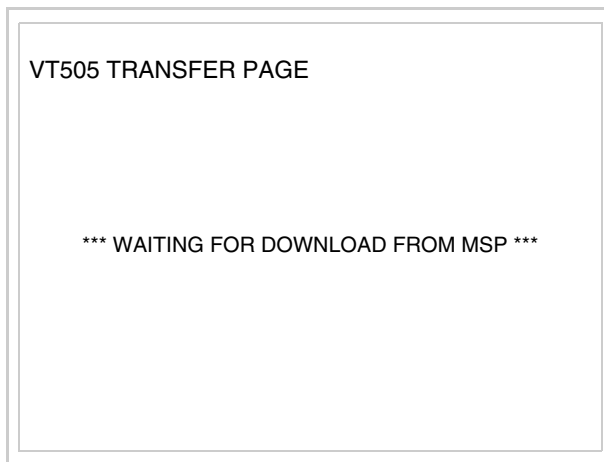 VT505 TRANSFER PAGE
*** WAITING FOR DOWNLOAD FROM MSP ***